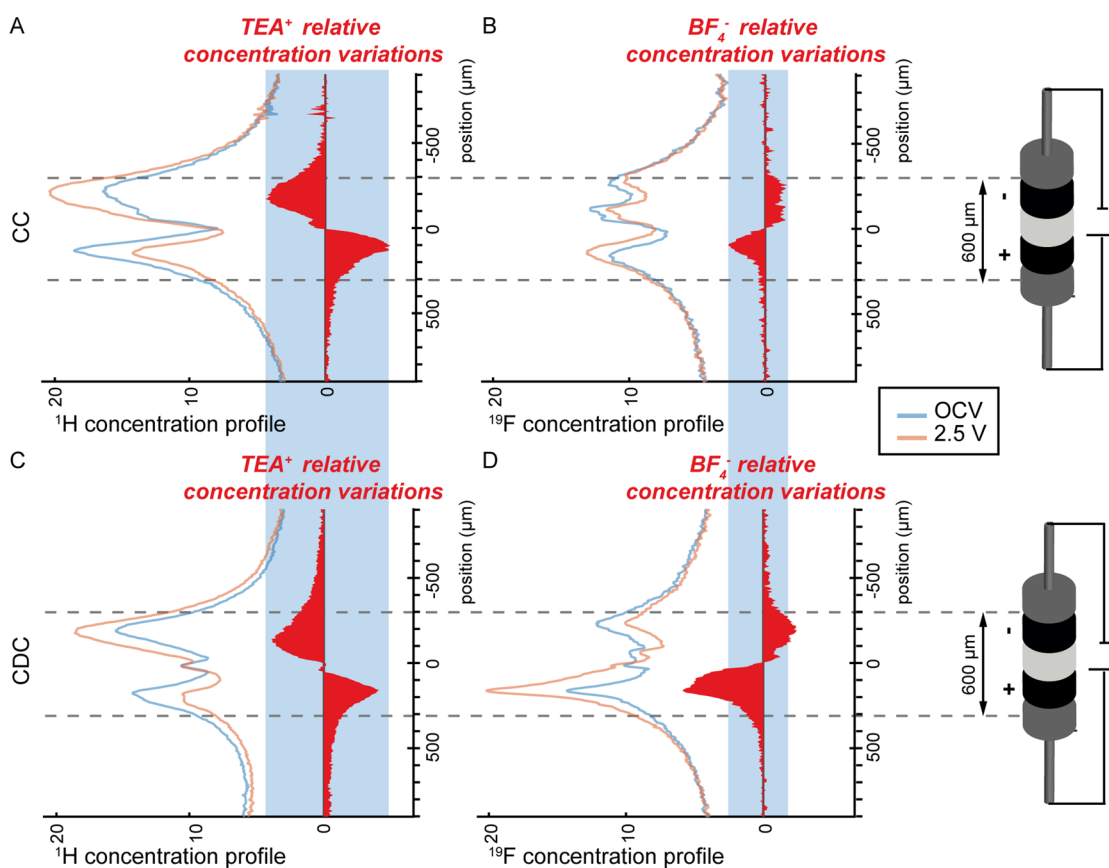 A
TEA⁺ relative
concentration variations
B
BF₄⁻ relative
concentration variations
CC
position (µm)
-500
0
500
20
10
0
¹H concentration profile
position (µm)
-500
0
500
20
10
0
¹⁹F concentration profile
-
+
600 µm
OCV
2.5 V
C
TEA⁺ relative
concentration variations
D
BF₄⁻ relative
concentration variations
CDC
position (µm)
-500
0
500
20
10
0
¹H concentration profile
position (µm)
-500
0
500
20
10
0
¹⁹F concentration profile
-
+
600 µm